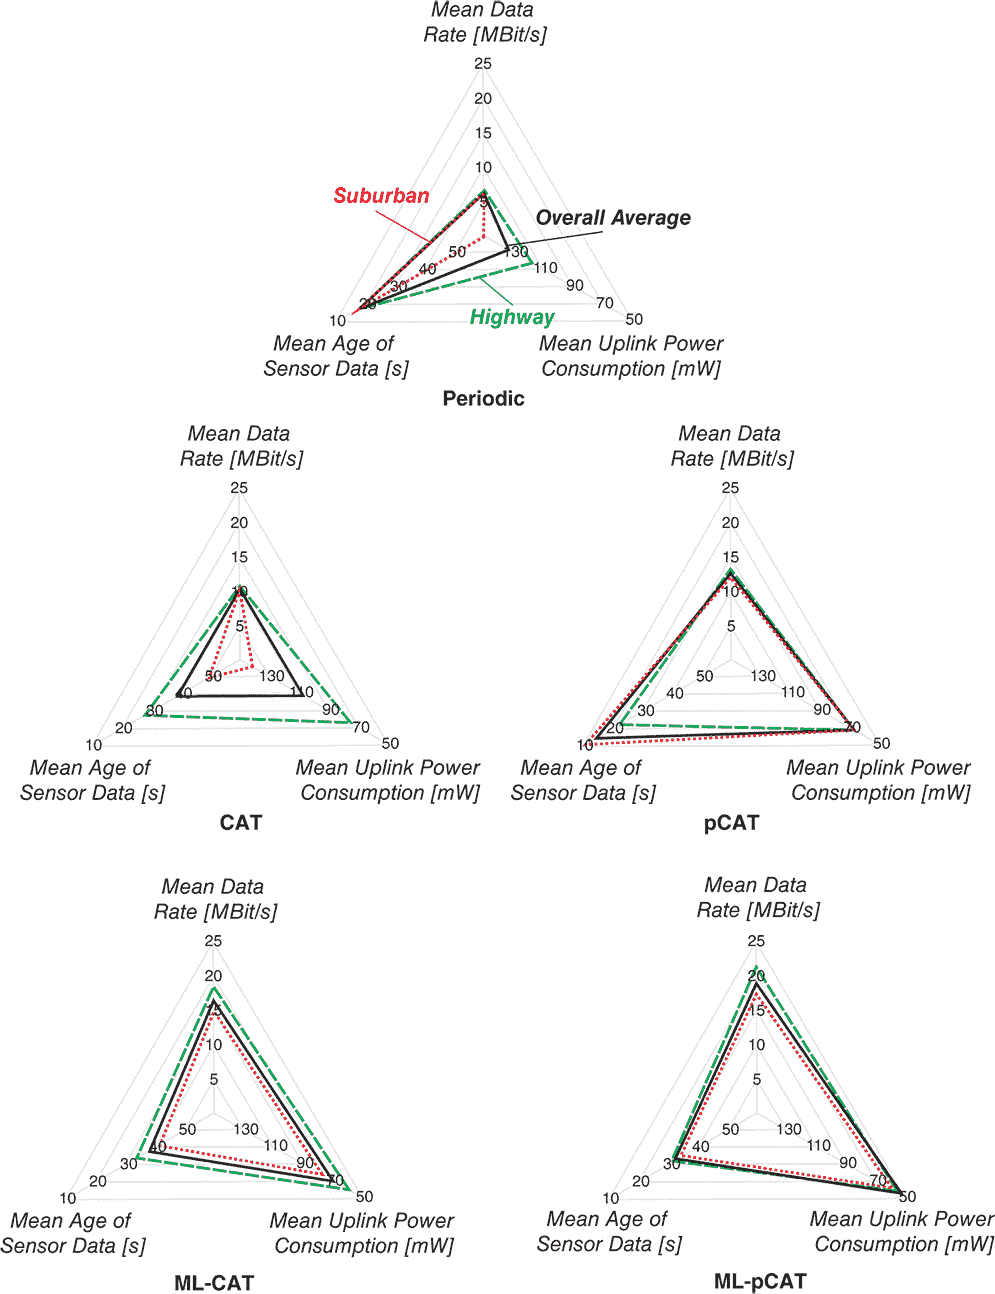 Mean Data
Rate [MBit/s]
25
20
15
10
5
Suburban
Overall Average
50 130
40 110
30 90
20 70
10 50
Highway
Mean Age of Mean Uplink Power
Sensor Data [s] Consumption [mW]
Periodic
Mean Data Mean Data
Rate [MBit/s] Rate [MBit/s]
25 25
20 20
15 15
10 10
5 5
50 130 50 130
40 110 40 110
30 90 30 90
20 70 20 70
10 50 10 50
Mean Age of Mean Uplink Power Mean Age of Mean Uplink Power
Sensor Data [s] Consumption [mW] Sensor Data [s] Consumption [mW]
CAT pCAT
Mean Data Mean Data
Rate [MBit/s] Rate [MBit/s]
25 25
20 20
15 15
10 10
5 5
50 130 50 130
40 110 40 110
30 90 30 90
20 70 20 70
10 50 10 50
Mean Age of Mean Uplink Power Mean Age of Mean Uplink Power
Sensor Data [s] Consumption [mW] Sensor Data [s] Consumption [mW]
ML-CAT ML-pCAT